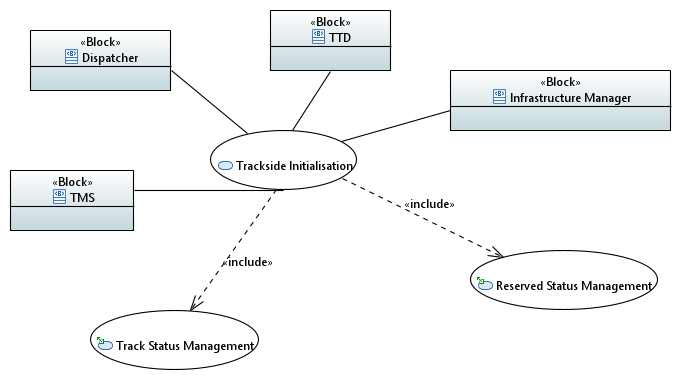 «Block»
TTD
«Block»
Dispatcher
«Block»
Infrastructure Manager
Trackside Initialisation
«Block»
TMS
«include»
«include»
Reserved Status Management
Track Status Management